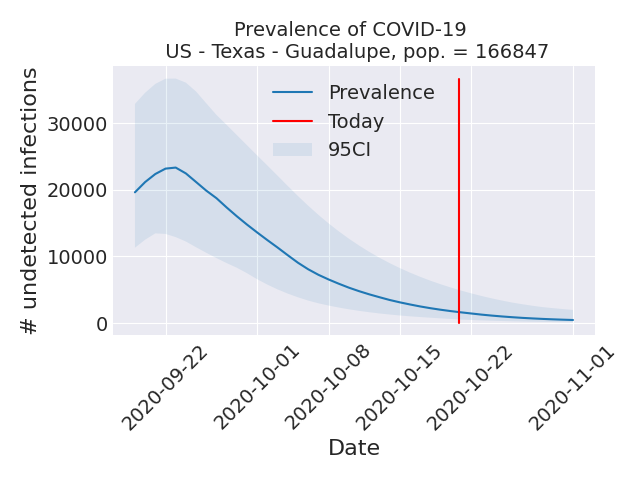 Prevalence of COVID-19
US - Texas - Guadalupe, pop. = 166847
# undetected infections
30000
20000
10000
0
Prevalence
Today
95CI
2020-09-22
2020-10-01
2020-10-08
2020-10-15
2020-10-22
2020-11-01
Date